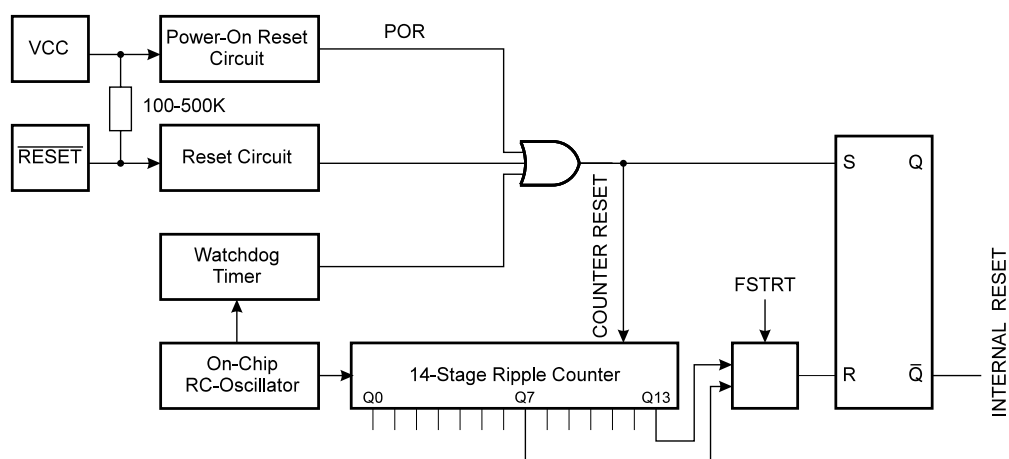 VCC
Power-On Reset
Circuit
POR
100-500K
RESET
Reset Circuit
S
Q
COUNTER RESET
Watchdog
Timer
FSTRT
INTERNAL RESET
On-Chip
RC-Oscillator
14-Stage Ripple Counter
Q0
Q7
Q13
R
Q̅